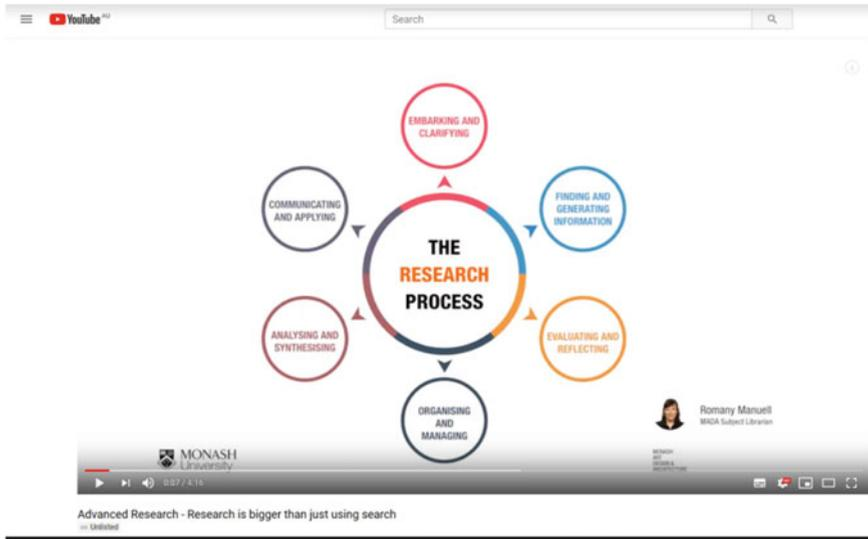 YouTube AU
Search
EMBARKING AND
CLARIFYING
FINDING AND
GENERATING
INFORMATION
EVALUATING AND
REFLECTING
ORGANISING
AND
MANAGING
ANALYSING AND
SYNTHESISING
COMMUNICATING
AND APPLYING
THE
RESEARCH
PROCESS
Romany Manuell
MADA Subject Librarian
MONASH
University
MONASH
ART
DESIGN &
ARCHITECTURE
0:07 / 4:16
Advanced Research - Research is bigger than just using search
Unlisted